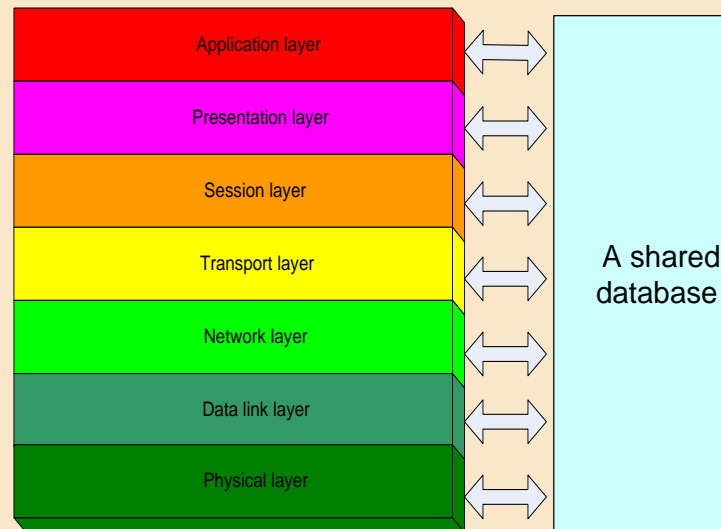 Application layer
Presentation layer
Session layer
Transport layer
Network layer
Data link layer
Physical layer
A shared
database